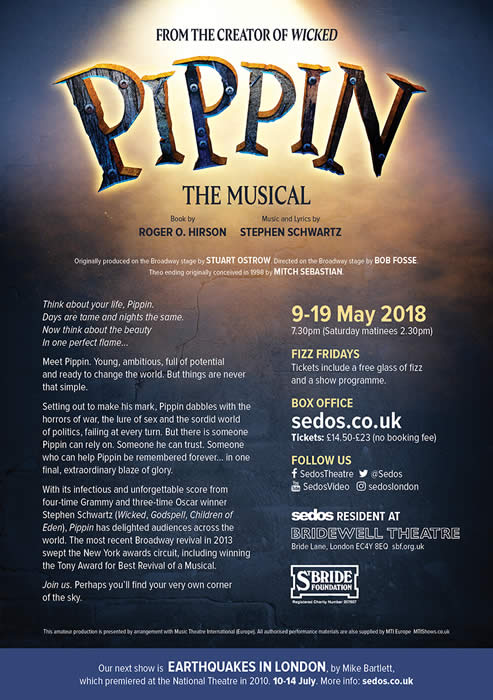 FROM THE CREATOR OF WICKED
PIPPIN
THE MUSICAL
Book by
ROGER O. HIRSON
Music and Lyrics by
STEPHEN SCHWARTZ
Originally produced on the Broadway stage by STUART OSTROW. Directed on the Broadway stage by BOB FOSSE.
Theo ending originally conceived in 1998 by MITCH SEBASTIAN.
Think about your life, Pippin.
Days are tame and nights the same.
Now think about the beauty
In one perfect flame...
Meet Pippin. Young, ambitious, full of potential
and ready to change the world. But things are never
that simple.
Setting out to make his mark, Pippin dabbles with the
horrors of war, the lure of sex and the sordid world
of politics, failing at every turn. But there is someone
Pippin can rely on. Someone he can trust. Someone
who can help Pippin be remembered forever... in one
final, extraordinary blaze of glory.
With its infectious and unforgettable score from
four-time Grammy and three-time Oscar winner
Stephen Schwartz (Wicked, Godspell, Children of
Eden), Pippin has delighted audiences across the
world. The most recent Broadway revival in 2013
swept the New York awards circuit, including winning
the Tony Award for Best Revival of a Musical.
Join us. Perhaps you'll find your very own corner
of the sky.
9-19 May 2018
7.30pm (Saturday matinees 2.30pm)
FIZZ FRIDAYS
Tickets include a free glass of fizz
and a show programme.
BOX OFFICE
sedos.co.uk
Tickets: £14.50-£23 (no booking fee)
FOLLOW US
SedosTheatre @Sedos
SedosVideo sedoslondon
sedos RESIDENT AT
BRIDEWELL THEATRE
Bride Lane, London EC4Y 8EQ sbf.org.uk
ST BRIDE
FOUNDATION
Registered Charity Number
This amateur production is presented by arrangement with Music Theatre International (Europe). All authorised performance materials are also supplied by MTI Europe MTIShows.co.uk
Our next show is EARTHQUAKES IN LONDON, by Mike Bartlett,
which premiered at the National Theatre in 2010. 10-14 July. More info: sedos.co.uk